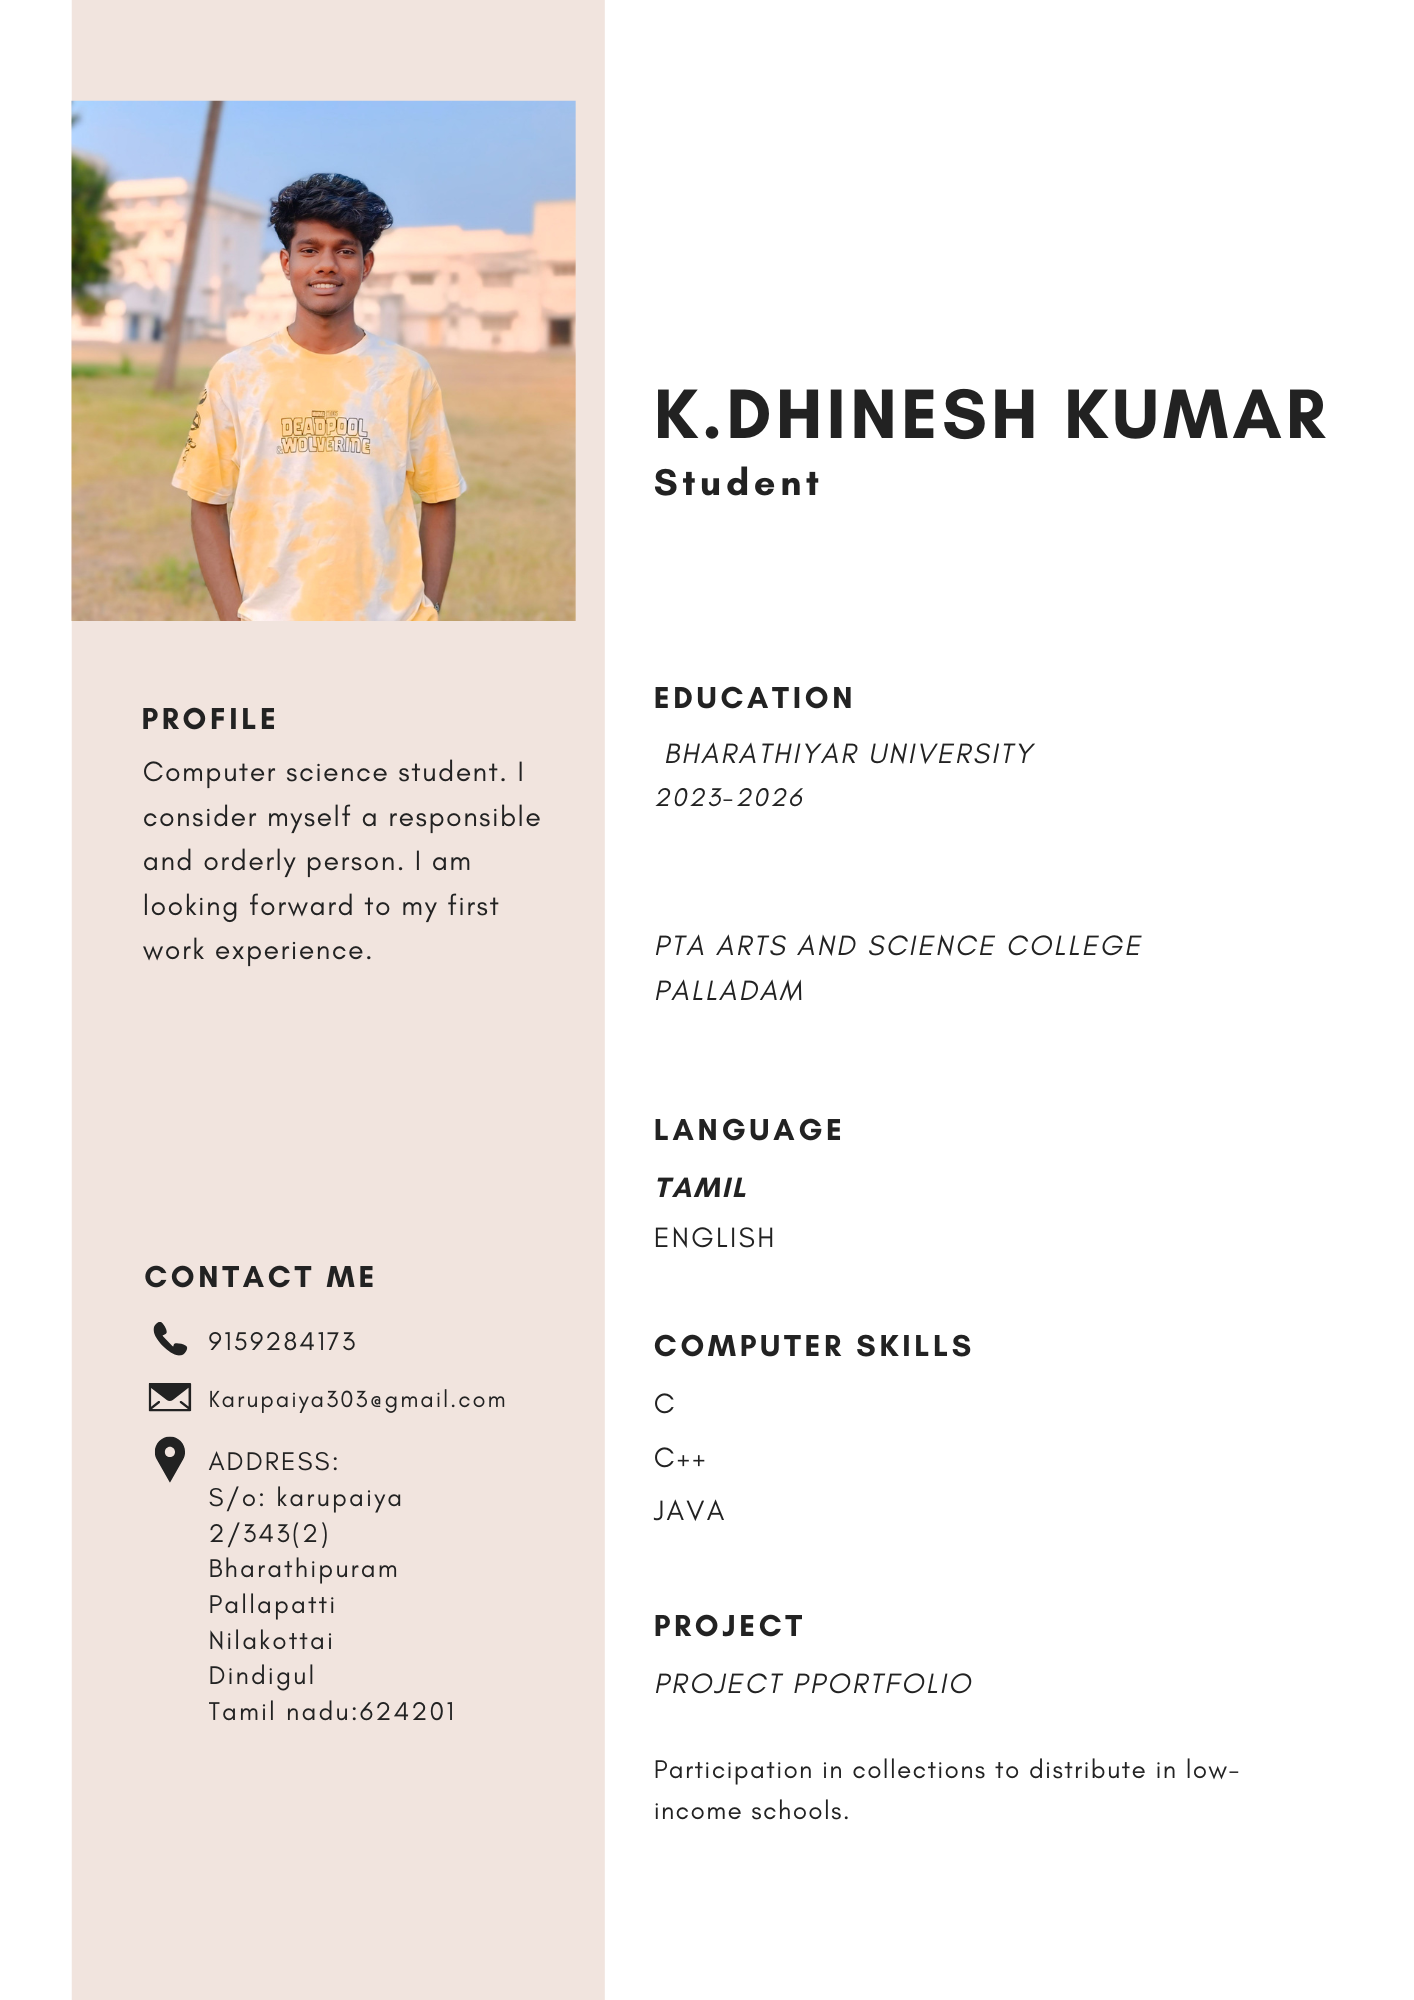 DEADPOOL
& WOLVERINE
K.DHINESH KUMAR
Student
PROFILE
Computer science student. I
consider myself a responsible
and orderly person. I am
looking forward to my first
work experience.
CONTACT ME
9159284173
Karupaiya303@gmail.com
ADDRESS:
S/o: karupaiya
2/343(2)
Bharathipuram
Pallapatti
Nilakottai
Dindigul
Tamil nadu:624201
EDUCATION
BHARATHIYAR UNIVERSITY
2023-2026
PTA ARTS AND SCIENCE COLLEGE
PALLADAM
LANGUAGE
TAMIL
ENGLISH
COMPUTER SKILLS
C
C++
JAVA
PROJECT
PROJECT PPORTFOLIO
Participation in collections to distribute in low-
income schools.